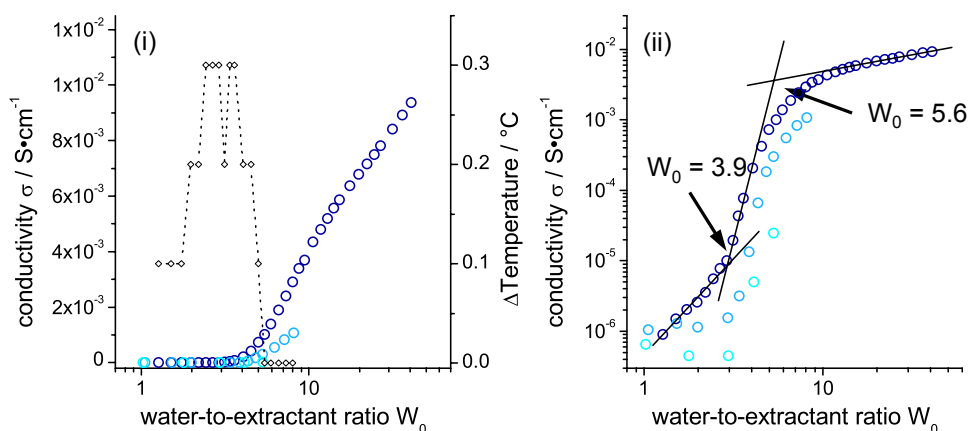 (i)
1x10⁻²
1x10⁻²
8x10⁻³
6x10⁻³
4x10⁻³
2x10⁻³
0
conductivity σ / S•cm⁻¹
1
10
water-to-extractant ratio W₀
0.3
0.2
0.1
0.0
ΔTemperature / °C
(ii)
10⁻²
10⁻³
10⁻⁴
10⁻⁵
10⁻⁶
conductivity σ / S•cm⁻¹
W₀ = 5.6
W₀ = 3.9
1
10
water-to-extractant ratio W₀